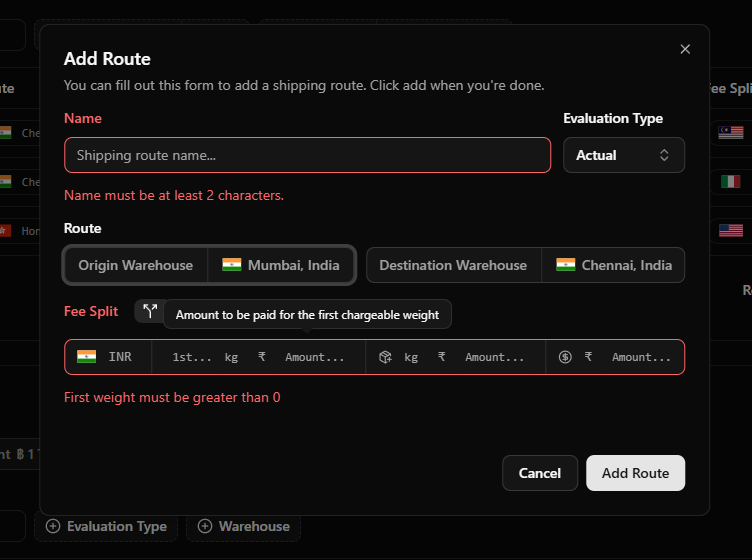 Add Route
You can fill out this form to add a shipping route. Click add when you're done.
te
ee Spli
Name
Evaluation Type
Che
Shipping route name...
Actual
Che
Name must be at least 2 characters.
Hor
Route
Origin Warehouse Mumbai, India Destination Warehouse Chennai, India
R
Fee Split
Amount to be paid for the first chargeable weight
INR 1st... kg ₹ Amount... kg ₹ Amount... ₹ Amount...
First weight must be greater than 0
nt ฿1
Cancel Add Route
Evaluation Type Warehouse